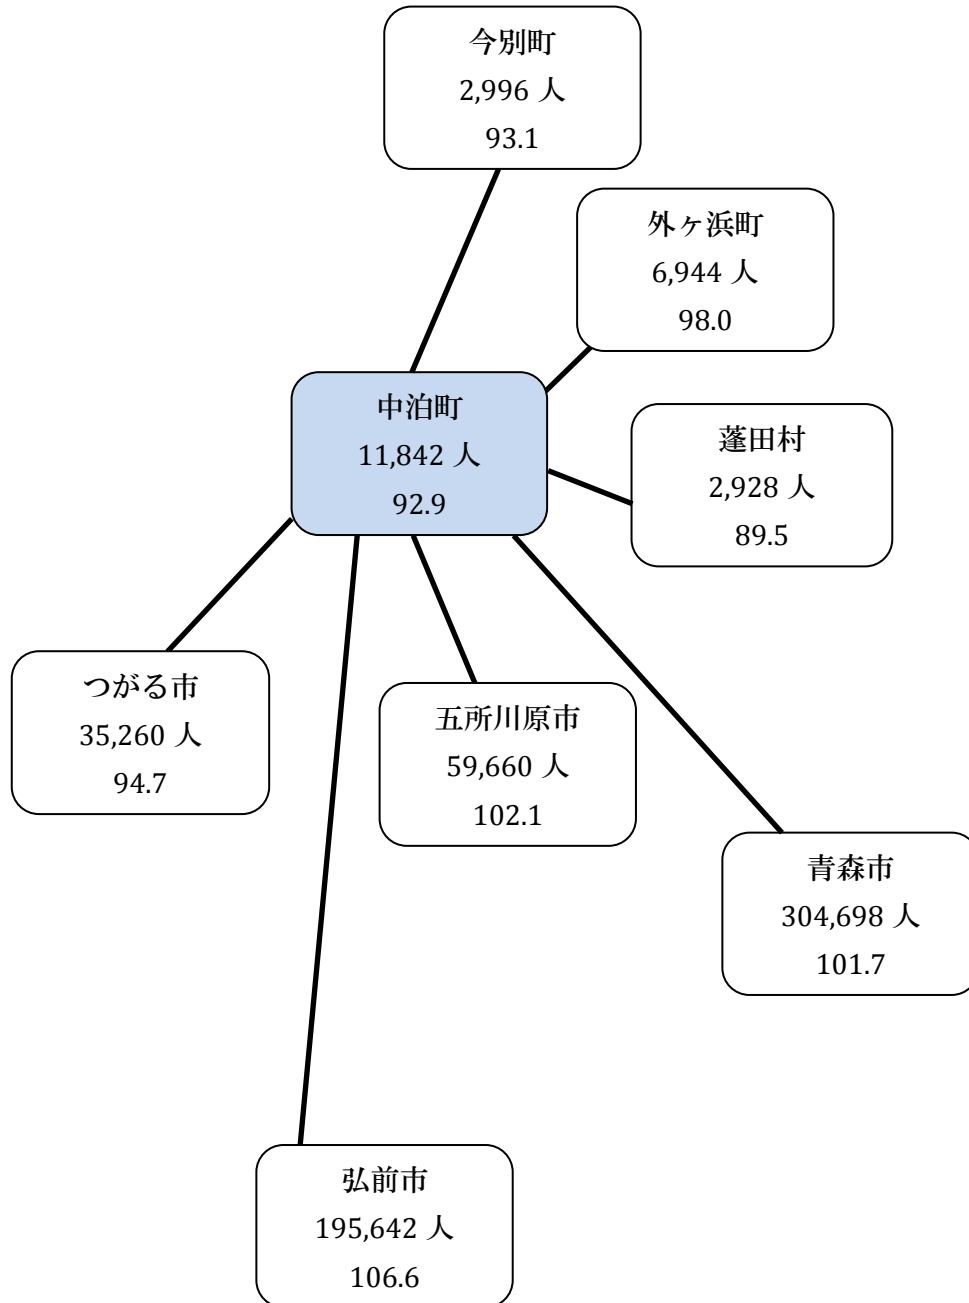 今別町
2,996 人
93.1
外ヶ浜町
6,944 人
98.0
中泊町
11,842 人
92.9
蓬田村
2,928 人
89.5
つがる市
35,260 人
94.7
五所川原市
59,660 人
102.1
青森市
304,698 人
101.7
弘前市
195,642 人
106.6